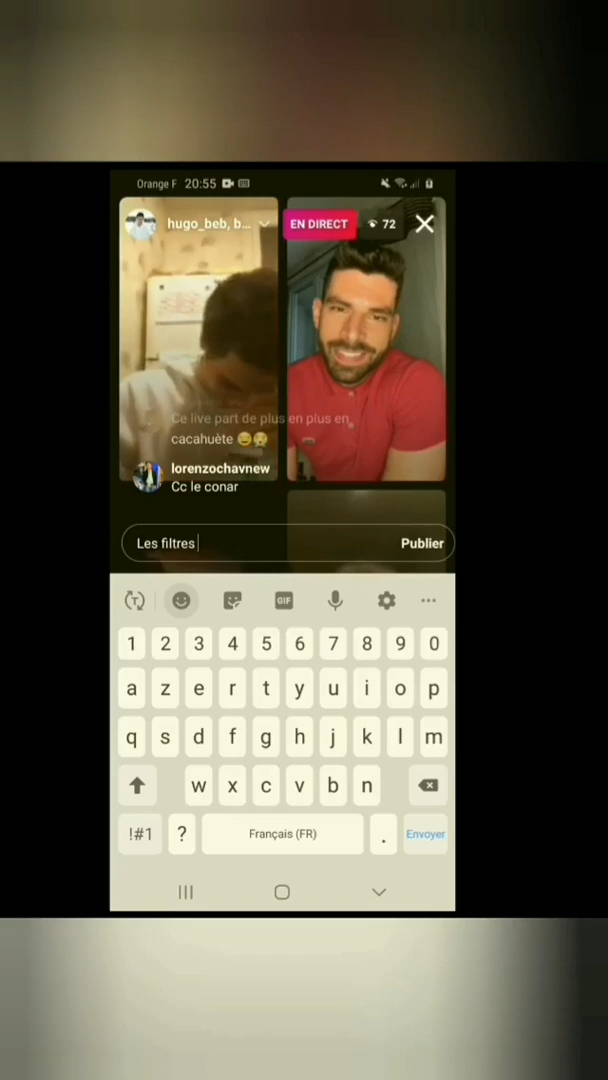 Orange F 20:55
hugo_beb, b...
EN DIRECT
72
Ce live part de plus en plus en
cacahuète 😂😥
lorenzochavnew
Cc le conar
Les filtres
Publier
GIF
1 2 3 4 5 6 7 8 9 0
a z e r t y u i o p
q s d f g h j k l m
w x c v b n
!#1 ? Français (FR) . Envoyer